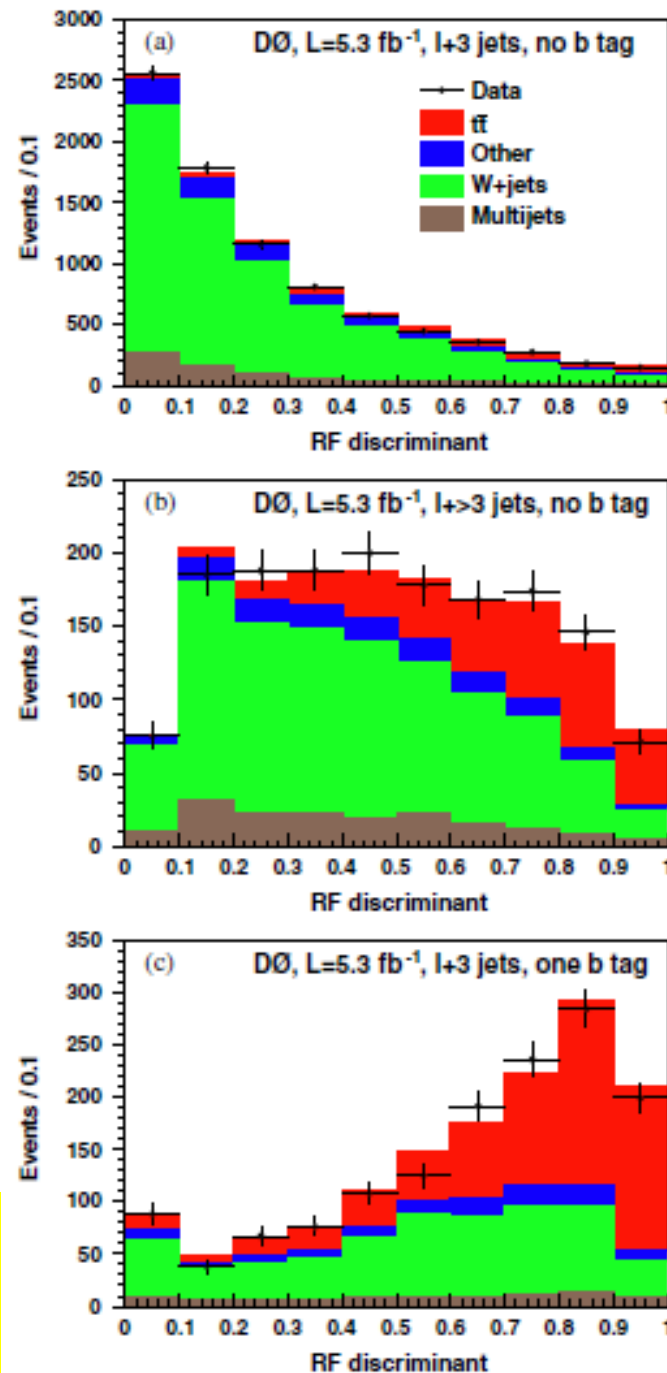 (a) DØ, L=5.3 fb⁻¹, l+3 jets, no b tag
Data
tt̄
Other
W+jets
Multijets
Events / 0.1
3000
2500
2000
1500
1000
500
0
0 0.1 0.2 0.3 0.4 0.5 0.6 0.7 0.8 0.9 1
RF discriminant
(b) DØ, L=5.3 fb⁻¹, l+>3 jets, no b tag
Events / 0.1
250
200
150
100
50
0
0 0.1 0.2 0.3 0.4 0.5 0.6 0.7 0.8 0.9 1
RF discriminant
(c) DØ, L=5.3 fb⁻¹, l+3 jets, one b tag
Events / 0.1
350
300
250
200
150
100
50
0
0 0.1 0.2 0.3 0.4 0.5 0.6 0.7 0.8 0.9 1
RF discriminant